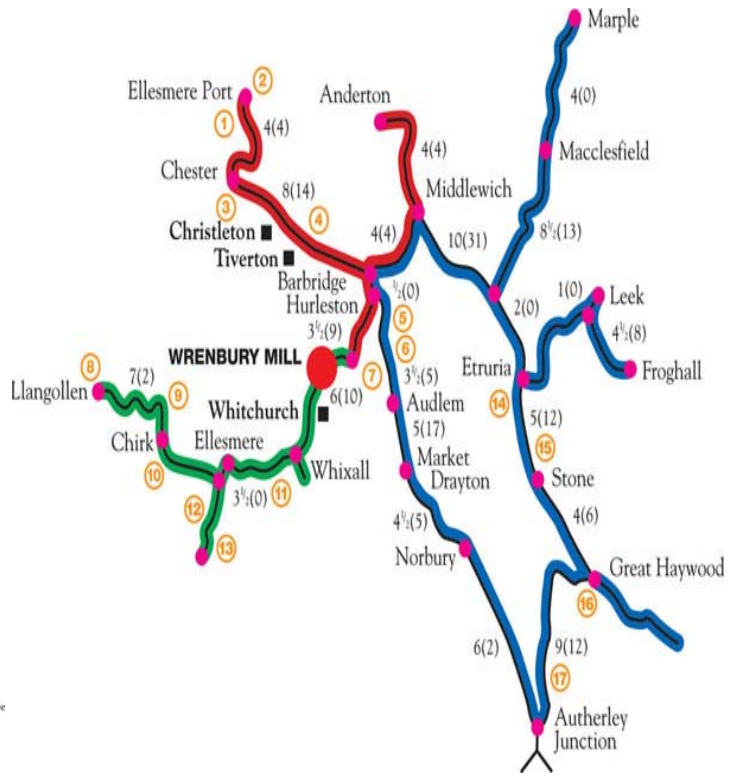 Marple
2
Ellesmere Port
Anderton
1
4(4)
4(0)
Macclesfield
4(4)
Chester
8(14)
Middlewich
3
4
Christleton
4(4)
10(31)
8½(13)
Tiverton
Barbridge
Hurleston
½(0)
1(0)
Leek
5
2(0)
3½(9)
4½(8)
WRENBURY MILL
6
Etruria
Froghall
8
7(2)
7
3½(5)
Llangollen
9
6(10)
14
Whitchurch
Audlem
5(12)
Chirk
Ellesmere
5(17)
15
10
Whixall
Market
Drayton
Stone
12
3½(0)
11
4½(5)
4(6)
13
Norbury
Great Haywood
16
6(2)
9(12)
17
Autherley
Junction